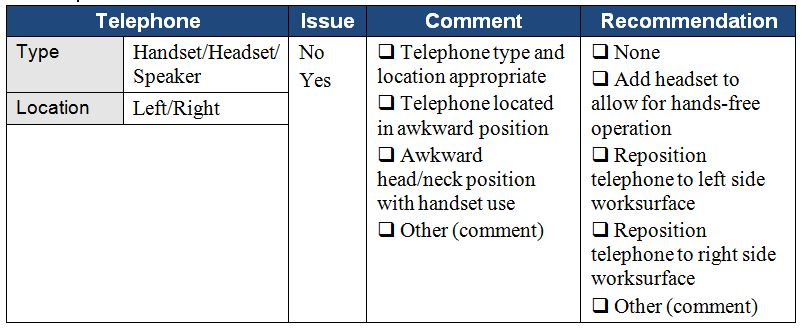 Telephone Issue Comment Recommendation
Type
Handset/Headset/
Speaker
Location
Left/Right
No
Yes
❑ Telephone type and
location appropriate
❑ Telephone located
in awkward position
❑ Awkward
head/neck position
with handset use
❑ Other (comment)
❑ None
❑ Add headset to
allow for hands-free
operation
❑ Reposition
telephone to left side
worksurface
❑ Reposition
telephone to right side
worksurface
❑ Other (comment)